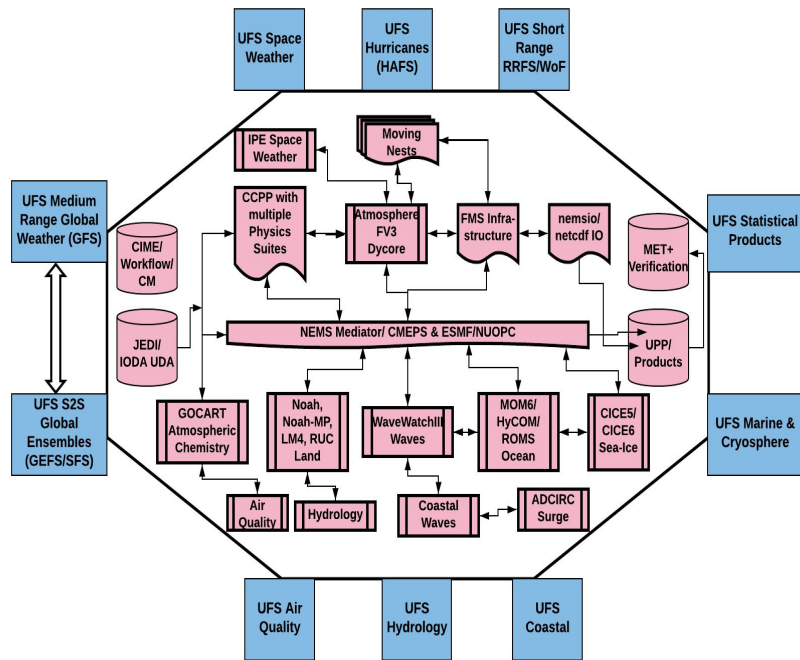 UFS Space
Weather
UFS
Hurricanes
(HAFS)
UFS Short
Range
RRFS/WoF
IPE Space
Weather
Moving
Nests
UFS Medium
Range Global
Weather (GFS)
CIME/
Workflow/
CM
CCPP with
multiple
Physics
Suites
Atmosphere
FV3
Dycore
FMS Infra-
structure
nemsio/
netcdf IO
MET+
Verification
UFS Statistical
Products
JEDI/
IODA UDA
NEMS Mediator/ CMEPS & ESMF/NUOPC
UPP/
Products
UFS S2S
Global
Ensembles
(GEFS/SFS)
GOCART
Atmospheric
Chemistry
Noah,
Noah-MP,
LM4, RUC
Land
WaveWatchIII
Waves
MOM6/
HyCOM/
ROMS
Ocean
CICE5/
CICE6
Sea-Ice
UFS Marine &
Cryosphere
Air
Quality
Hydrology
Coastal
Waves
ADCIRC
Surge
UFS Air
Quality
UFS
Hydrology
UFS
Coastal